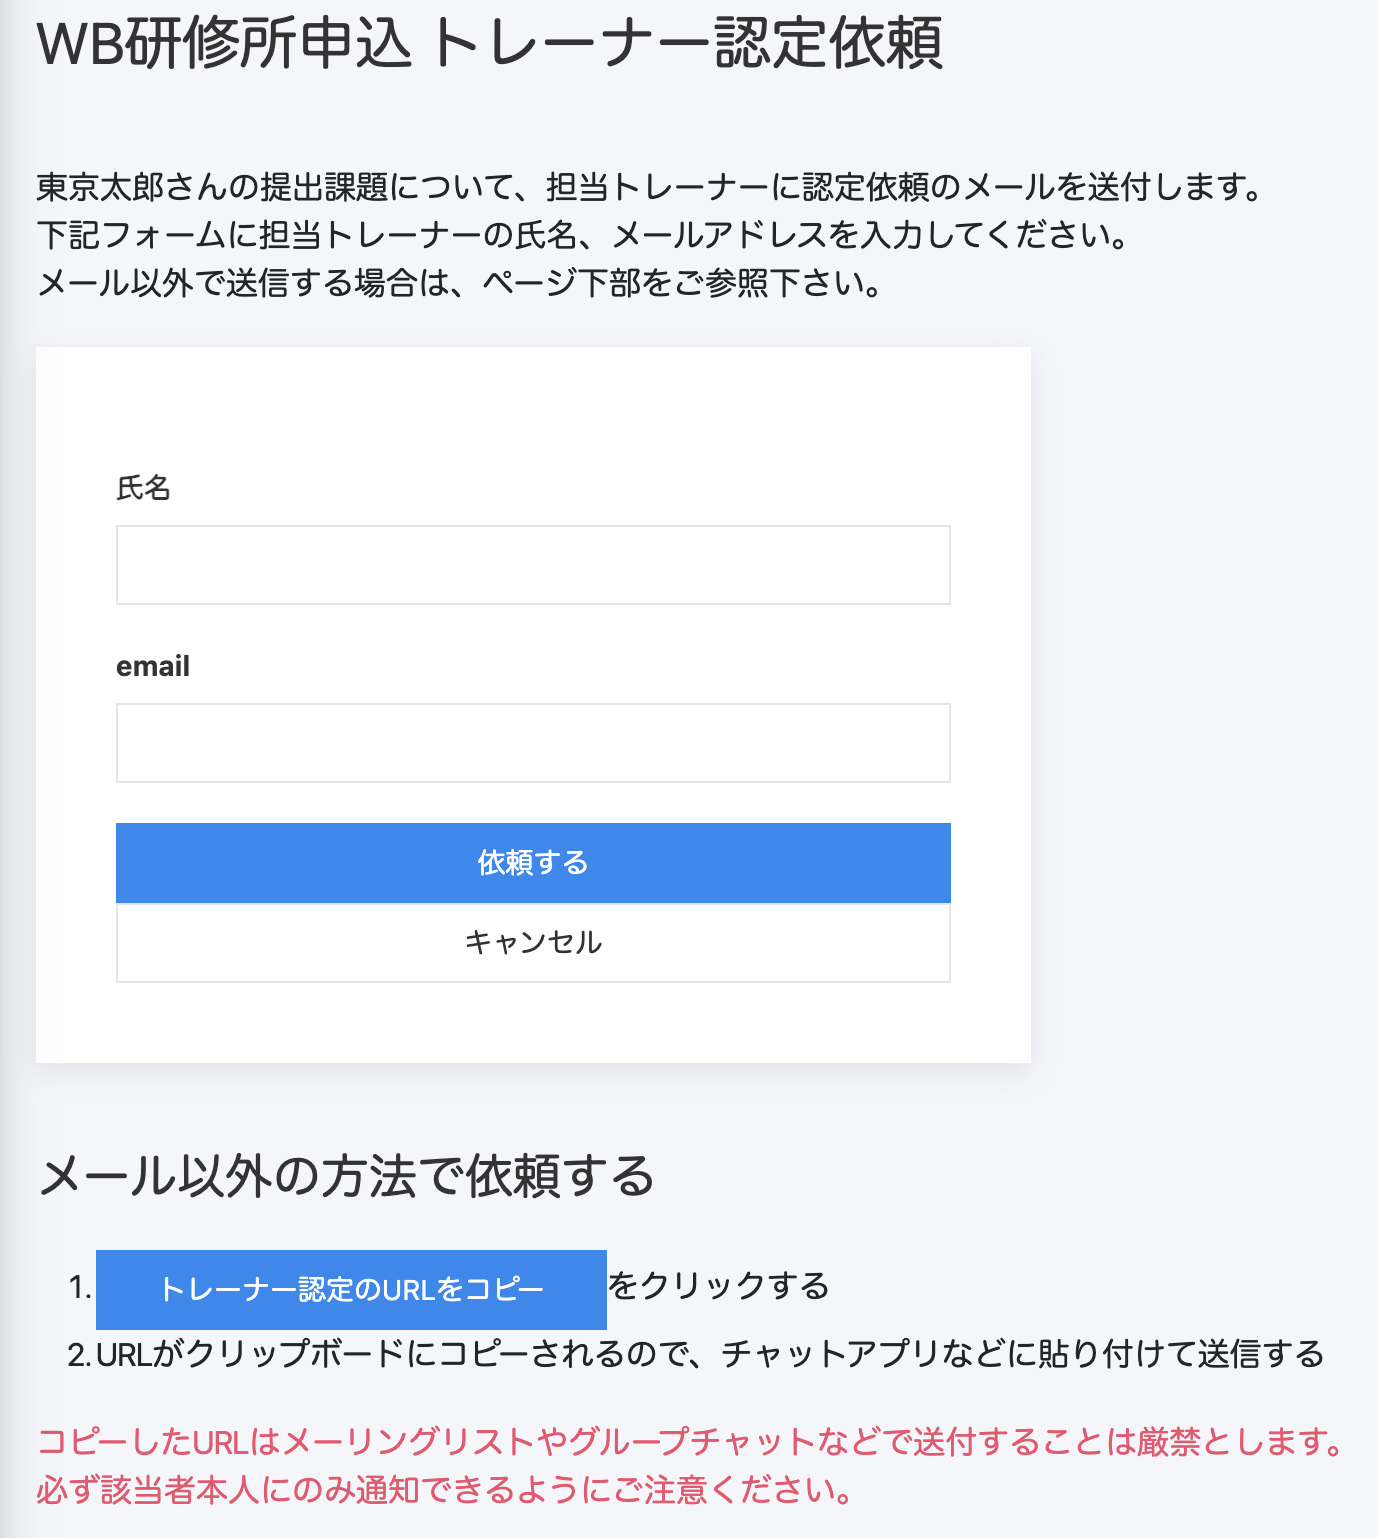 WB研修所申込 トレーナー認定依頼
東京太郎さんの提出課題について、担当トレーナーに認定依頼のメールを送付します。
下記フォームに担当トレーナーの氏名、メールアドレスを入力してください。
メール以外で送信する場合は、ページ下部をご参照下さい。
氏名
email
依頼する
キャンセル
メール以外の方法で依頼する
1. トレーナー認定のURLをコピー をクリックする
2. URLがクリップボードにコピーされるので、チャットアプリなどに貼り付けて送信する
コピーしたURLはメーリングリストやグループチャットなどで送付することは厳禁とします。
必ず該当者本人にのみ通知できるようにご注意ください。